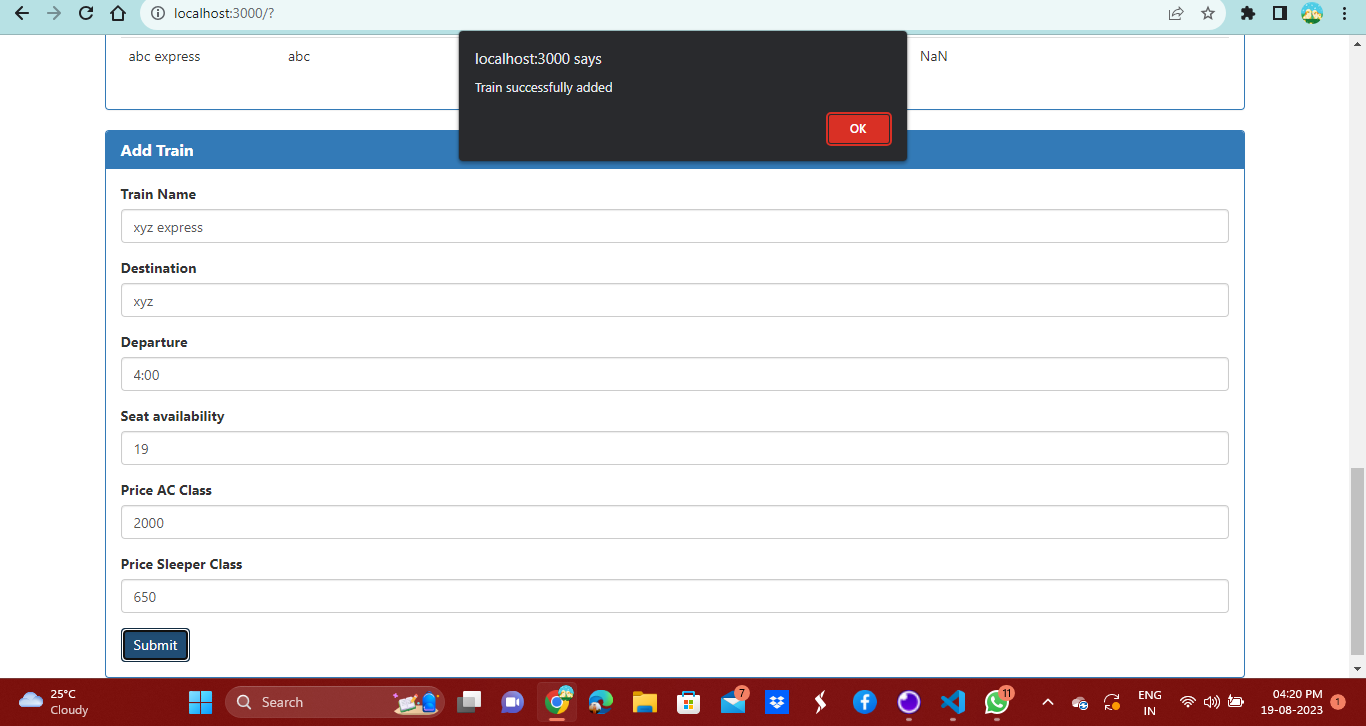 localhost:3000/?
abc express abc NaN
localhost:3000 says
Train successfully added
OK
Add Train
Train Name
xyz express
Destination
xyz
Departure
4:00
Seat availability
19
Price AC Class
2000
Price Sleeper Class
650
Submit
25°C
Cloudy
Search
7
11
ENG
IN
04:20 PM
19-08-2023
1